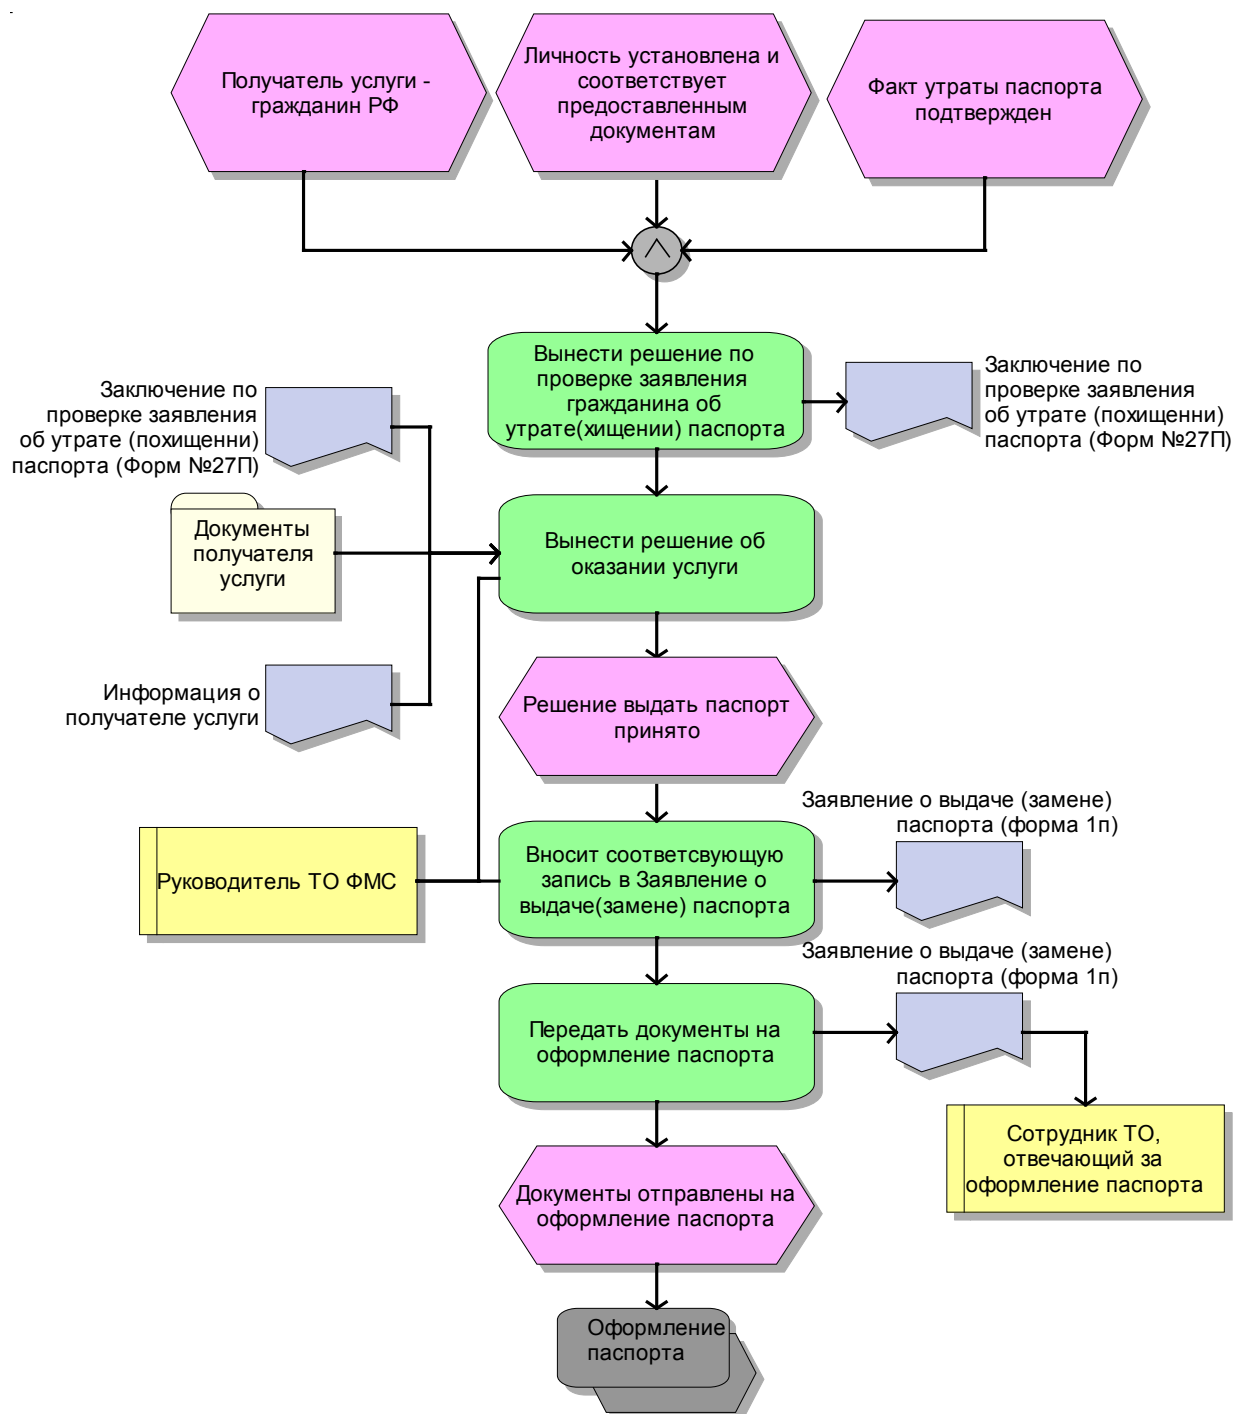 Получатель услуги -
гражданин РФ
Личность установлена и
соответствует
предоставленным
документам
Факт утраты паспорта
подтвержден
Вынести решение по
проверке заявления
гражданина об
утрате(хищении) паспорта
Заключение по
проверке заявления
об утрате (похищенни)
паспорта (Форм №27П)
Заключение по
проверке заявления
об утрате (похищенни)
паспорта (Форм №27П)
Документы
получателя
услуги
Вынести решение об
оказании услуги
Информация о
получателе услуги
Решение выдать паспорт
принято
Заявление о выдаче (замене)
паспорта (форма 1п)
Руководитель ТО ФМС
Вносит соответсвующую
запись в Заявление о
выдаче(замене) паспорта
Заявление о выдаче (замене)
паспорта (форма 1п)
Передать документы на
оформление паспорта
Сотрудник ТО,
отвечающий за
оформление паспорта
Документы отправлены на
оформление паспорта
Оформление
паспорта